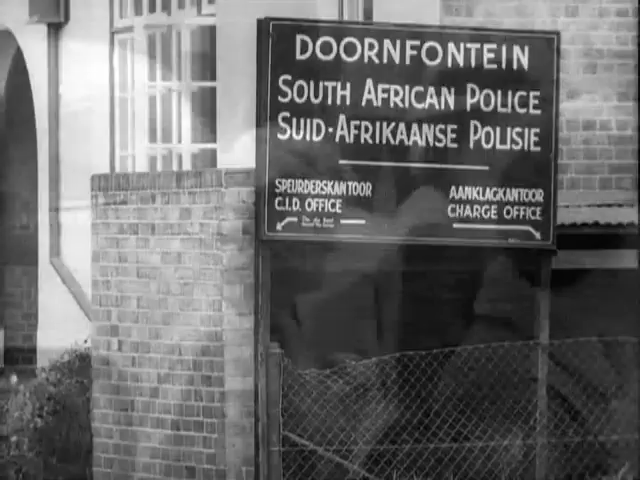 DOORNFONTEIN
SOUTH AFRICAN POLICE
SUID-AFRIKAANSE POLISIE
SPEURDERSKANTOOR
C.I.D. OFFICE
AANKLAGKANTOOR
CHARGE OFFICE